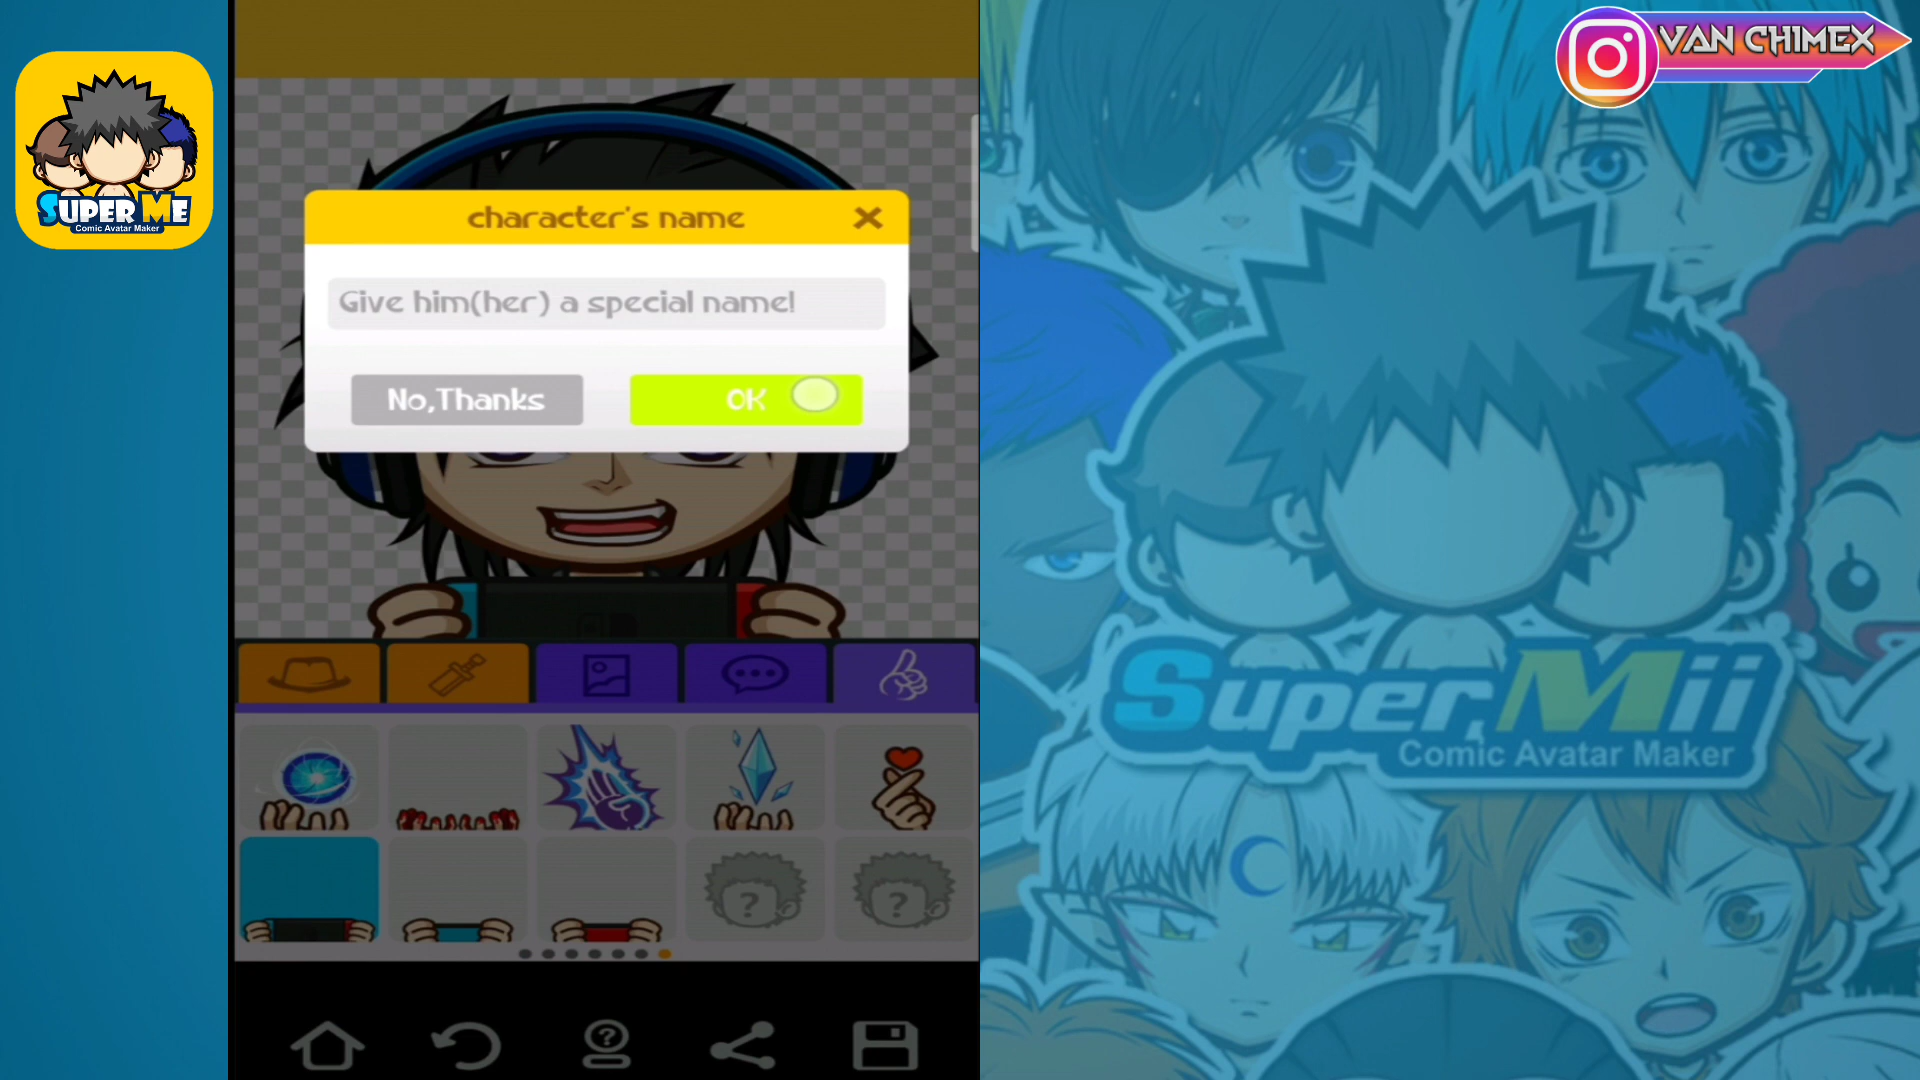 SUPER ME
Comic Avatar Maker
VAN CHIMEX
character's name
Give him(her) a special name!
No,Thanks
OK
SuperMii
Comic Avatar Maker
?
?
?